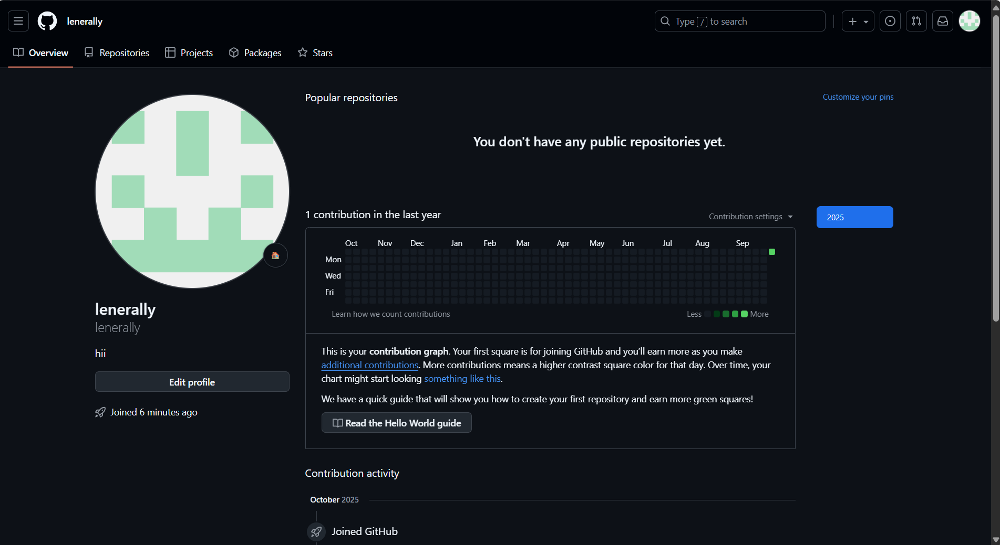 lenerally
Type / to search
Overview
Repositories
Projects
Packages
Stars
Popular repositories
Customize your pins
You don't have any public repositories yet.
1 contribution in the last year
Contribution settings
2025
Oct Nov Dec Jan Feb Mar Apr May Jun Jul Aug Sep
Mon
Wed
Fri
Learn how we count contributions
Less
More
lenerally
lenerally
hii
Edit profile
Joined 6 minutes ago
This is your contribution graph. Your first square is for joining GitHub and you’ll earn more as you make
additional contributions. More contributions means a higher contrast square color for that day. Over time, your
chart might start looking something like this.
We have a quick guide that will show you how to create your first repository and earn more green squares!
Read the Hello World guide
Contribution activity
October 2025
Joined GitHub